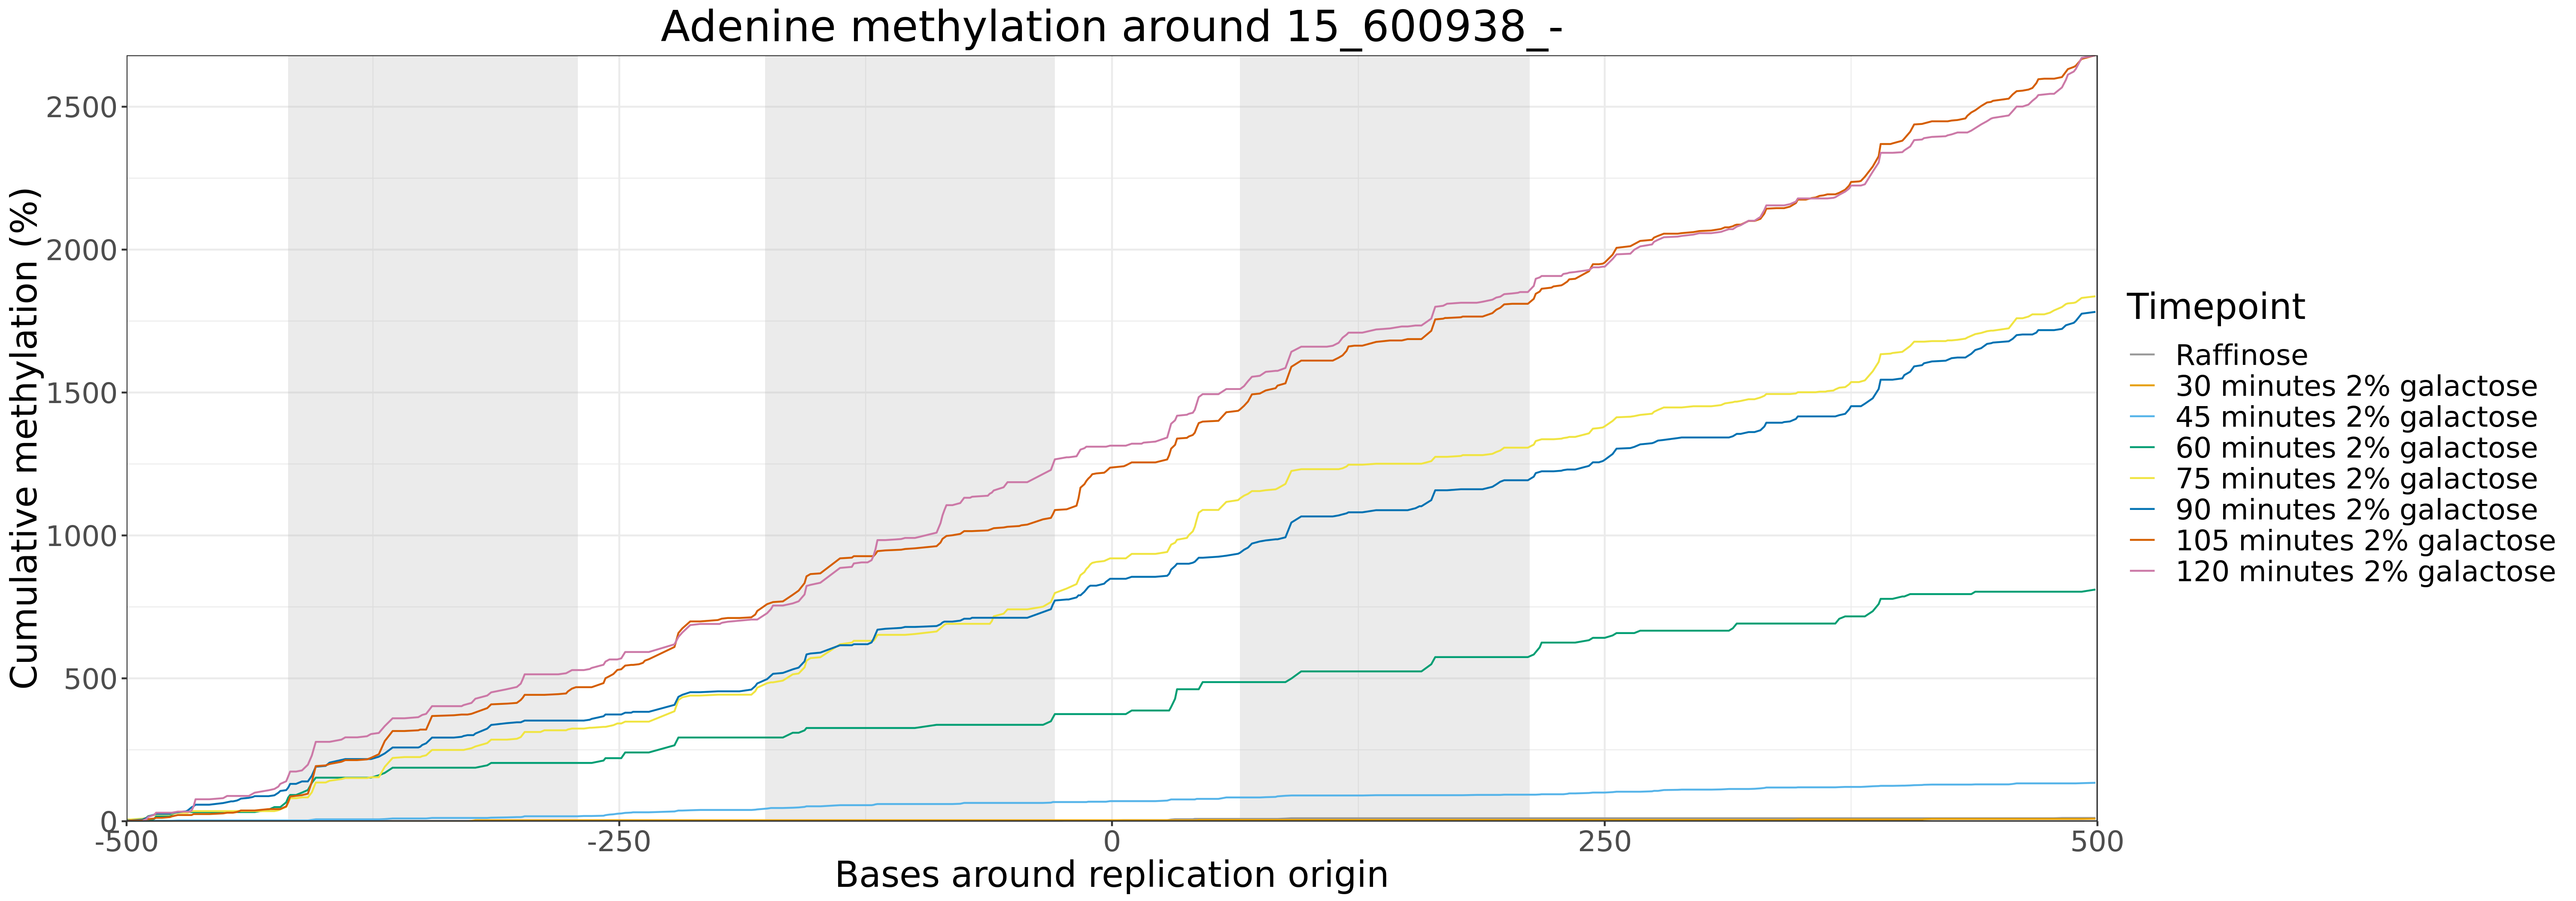 Adenine methylation around 15_600938_-
Cumulative methylation (%)
2500
2000
1500
1000
500
0
-500
-250
0
250
500
Bases around replication origin
Timepoint
Raffinose
30 minutes 2% galactose
45 minutes 2% galactose
60 minutes 2% galactose
75 minutes 2% galactose
90 minutes 2% galactose
105 minutes 2% galactose
120 minutes 2% galactose